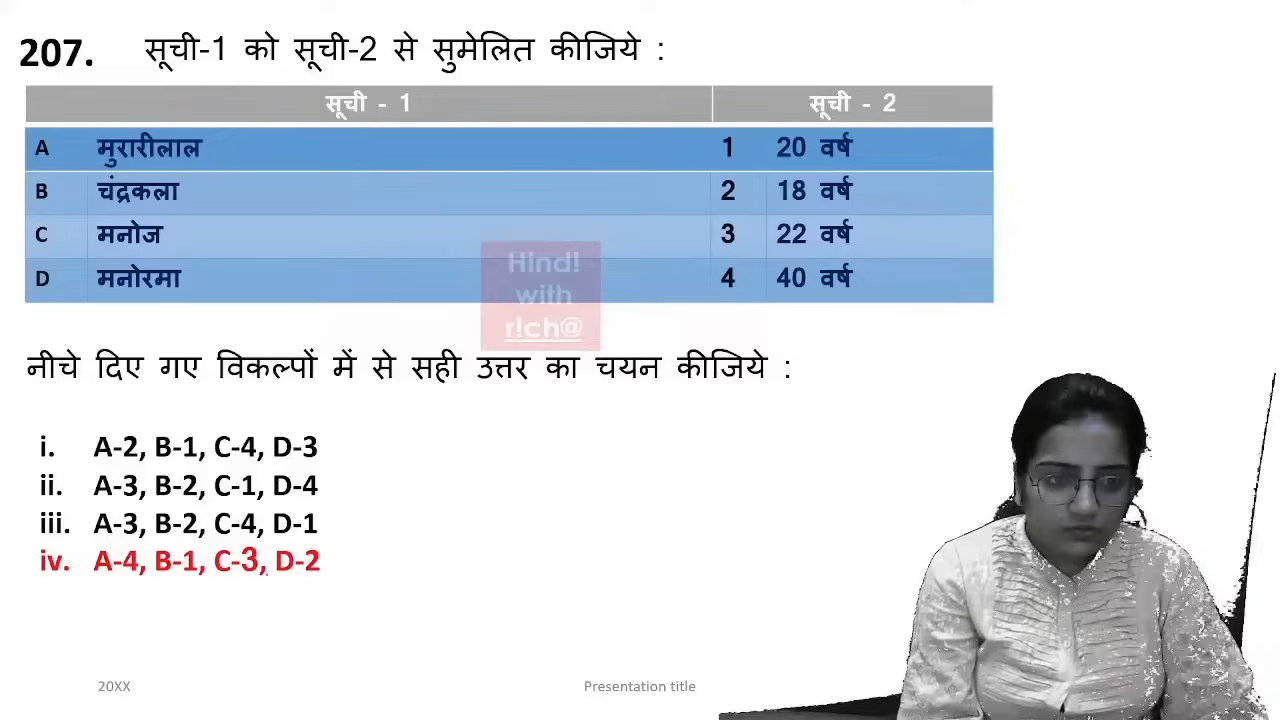 207. सूची-1 को सूची-2 से सुमेलित कीजिये :
सूची - 1 सूची - 2
A मुरारीलाल 1 20 वर्ष
B चंद्रकला 2 18 वर्ष
C मनोज 3 22 वर्ष
D मनोरमा 4 40 वर्ष
Hind!
with
r!ch@
नीचे दिए गए विकल्पों में से सही उत्तर का चयन कीजिये :
i. A-2, B-1, C-4, D-3
ii. A-3, B-2, C-1, D-4
iii. A-3, B-2, C-4, D-1
iv. A-4, B-1, C-3, D-2
20XX Presentation title